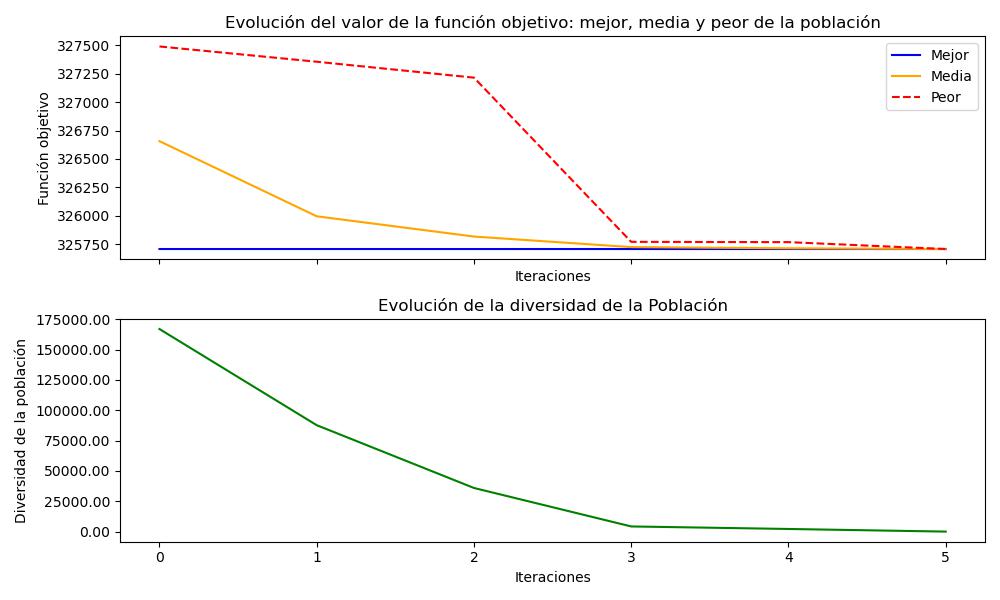 Evolución del valor de la función objetivo: mejor, media y peor de la población
327500
327250
327000
326750
326500
326250
326000
325750
Función objetivo
Mejor
Media
Peor
Iteraciones
Evolución de la diversidad de la Población
175000.00
150000.00
125000.00
100000.00
75000.00
50000.00
25000.00
0.00
Diversidad de la población
0 1 2 3 4 5
Iteraciones